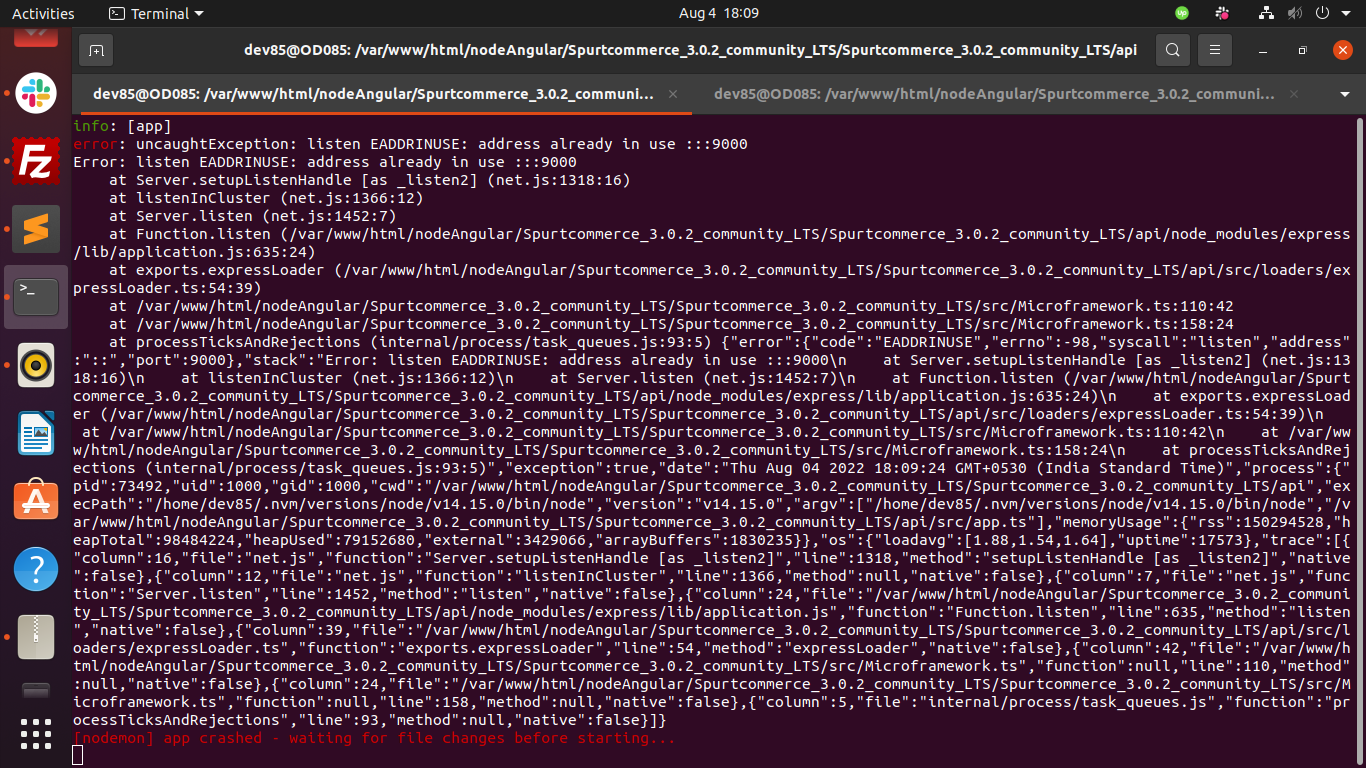 Activities
Terminal
Aug 4 18:09
Up
dev85@OD085: /var/www/html/nodeAngular/Spurtcommerce_3.0.2_community_LTS/Spurtcommerce_3.0.2_community_LTS/api
dev85@OD085: /var/www/html/nodeAngular/Spurtcommerce_3.0.2_communi...
dev85@OD085: /var/www/html/nodeAngular/Spurtcommerce_3.0.2_communi...
info: [app]
error: uncaughtException: listen EADDRINUSE: address already in use :::9000
Error: listen EADDRINUSE: address already in use :::9000
    at Server.setupListenHandle [as _listen2] (net.js:1318:16)
    at listenInCluster (net.js:1366:12)
    at Server.listen (net.js:1452:7)
    at Function.listen (/var/www/html/nodeAngular/Spurtcommerce_3.0.2_community_LTS/Spurtcommerce_3.0.2_community_LTS/api/node_modules/express
/lib/application.js:635:24)
    at exports.expressLoader (/var/www/html/nodeAngular/Spurtcommerce_3.0.2_community_LTS/Spurtcommerce_3.0.2_community_LTS/api/src/loaders/ex
pressLoader.ts:54:39)
    at /var/www/html/nodeAngular/Spurtcommerce_3.0.2_community_LTS/Spurtcommerce_3.0.2_community_LTS/src/Microframework.ts:110:42
    at /var/www/html/nodeAngular/Spurtcommerce_3.0.2_community_LTS/Spurtcommerce_3.0.2_community_LTS/src/Microframework.ts:158:24
    at processTicksAndRejections (internal/process/task_queues.js:93:5) {"error":{"code":"EADDRINUSE","errno":-98,"syscall":"listen","address"
:"::","port":9000},"stack":"Error: listen EADDRINUSE: address already in use :::9000\n    at Server.setupListenHandle [as _listen2] (net.js:13
18:16)\n    at listenInCluster (net.js:1366:12)\n    at Server.listen (net.js:1452:7)\n    at Function.listen (/var/www/html/nodeAngular/Spurt
commerce_3.0.2_community_LTS/Spurtcommerce_3.0.2_community_LTS/api/node_modules/express/lib/application.js:635:24)\n    at exports.expressLoad
er (/var/www/html/nodeAngular/Spurtcommerce_3.0.2_community_LTS/Spurtcommerce_3.0.2_community_LTS/api/src/loaders/expressLoader.ts:54:39)\n   
 at /var/www/html/nodeAngular/Spurtcommerce_3.0.2_community_LTS/Spurtcommerce_3.0.2_community_LTS/src/Microframework.ts:110:42\n    at /var/ww
w/html/nodeAngular/Spurtcommerce_3.0.2_community_LTS/Spurtcommerce_3.0.2_community_LTS/src/Microframework.ts:158:24\n    at processTicksAndRej
ections (internal/process/task_queues.js:93:5)","exception":true,"date":"Thu Aug 04 2022 18:09:24 GMT+0530 (India Standard Time)","process":{"
pid":73492,"uid":1000,"gid":1000,"cwd":"/var/www/html/nodeAngular/Spurtcommerce_3.0.2_community_LTS/Spurtcommerce_3.0.2_community_LTS/api","ex
ecPath":"/home/dev85/.nvm/versions/node/v14.15.0/bin/node","version":"v14.15.0","argv":["/home/dev85/.nvm/versions/node/v14.15.0/bin/node","/v
ar/www/html/nodeAngular/Spurtcommerce_3.0.2_community_LTS/Spurtcommerce_3.0.2_community_LTS/api/src/app.ts"],"memoryUsage":{"rss":150294528,"h
eapTotal":98484224,"heapUsed":79152680,"external":3429066,"arrayBuffers":1830235}},"os":{"loadavg":[1.88,1.54,1.64],"uptime":17573},"trace":[{
"column":16,"file":"net.js","function":"Server.setupListenHandle [as _listen2]","line":1318,"method":"setupListenHandle [as _listen2]","native
":false},{"column":12,"file":"net.js","function":"listenInCluster","line":1366,"method":null,"native":false},{"column":7,"file":"net.js","func
tion":"Server.listen","line":1452,"method":"listen","native":false},{"column":24,"file":"/var/www/html/nodeAngular/Spurtcommerce_3.0.2_communi
ty_LTS/Spurtcommerce_3.0.2_community_LTS/api/node_modules/express/lib/application.js","function":"Function.listen","line":635,"method":"listen
","native":false},{"column":39,"file":"/var/www/html/nodeAngular/Spurtcommerce_3.0.2_community_LTS/Spurtcommerce_3.0.2_community_LTS/api/src/l
oaders/expressLoader.ts","function":"exports.expressLoader","line":54,"method":"expressLoader","native":false},{"column":42,"file":"/var/www/h
tml/nodeAngular/Spurtcommerce_3.0.2_community_LTS/Spurtcommerce_3.0.2_community_LTS/src/Microframework.ts","function":null,"line":110,"method"
:null,"native":false},{"column":24,"file":"/var/www/html/nodeAngular/Spurtcommerce_3.0.2_community_LTS/Spurtcommerce_3.0.2_community_LTS/src/M
icroframework.ts","function":null,"line":158,"method":null,"native":false},{"column":5,"file":"internal/process/task_queues.js","function":"pr
ocessTicksAndRejections","line":93,"method":null,"native":false}]}
[nodemon] app crashed - waiting for file changes before starting...